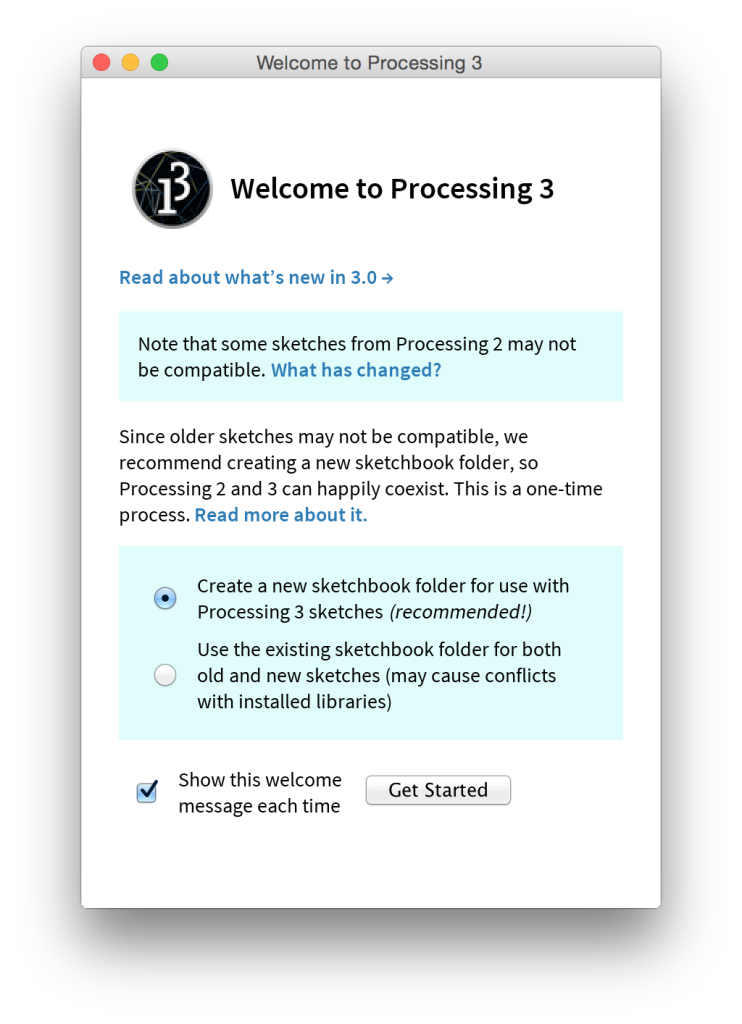 Welcome to Processing 3
13
Welcome to Processing 3
Read about what’s new in 3.0 →
Note that some sketches from Processing 2 may not
be compatible. What has changed?
Since older sketches may not be compatible, we
recommend creating a new sketchbook folder, so
Processing 2 and 3 can happily coexist. This is a one-time
process. Read more about it.
Create a new sketchbook folder for use with
Processing 3 sketches (recommended!)
Use the existing sketchbook folder for both
old and new sketches (may cause conflicts
with installed libraries)
Show this welcome
message each time
Get Started